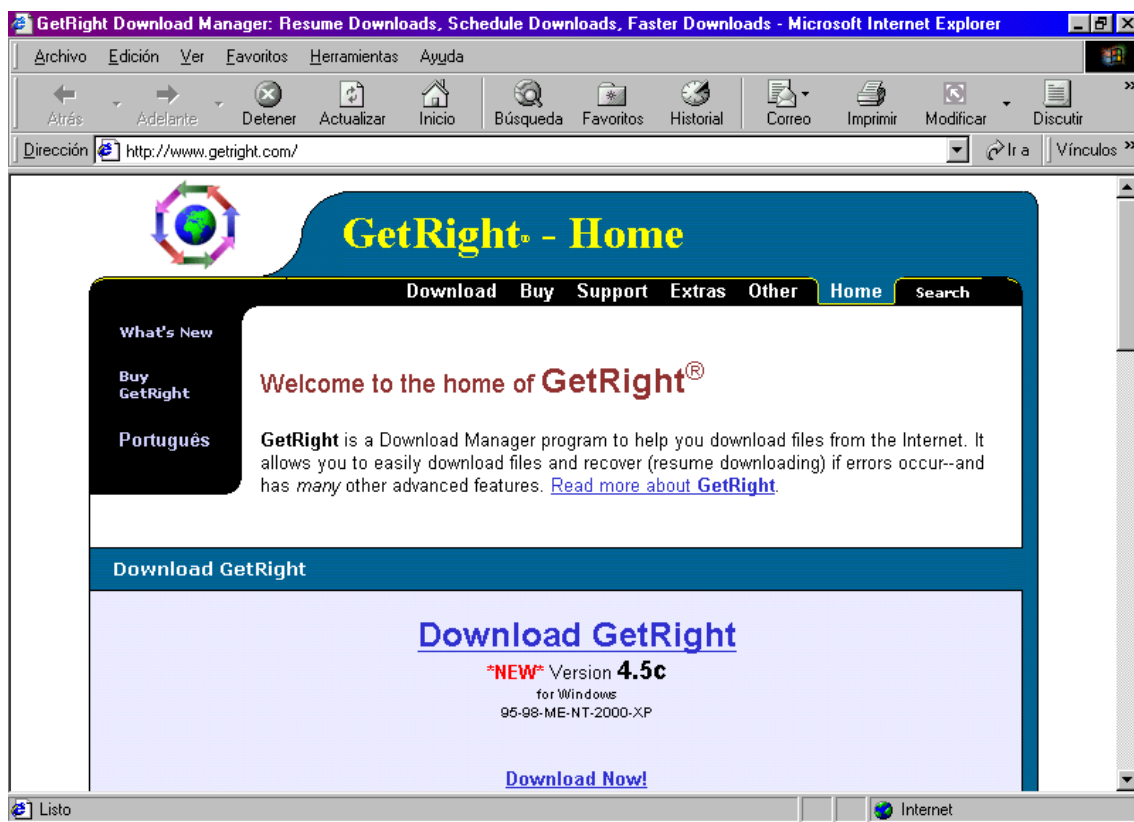 GetRight Download Manager: Resume Downloads, Schedule Downloads, Faster Downloads - Microsoft Internet Explorer
Archivo Edición Ver Favoritos Herramientas Ayuda
Atrás Adelante Detener Actualizar Inicio Búsqueda Favoritos Historial Correo Imprimir Modificar Discutir »
Dirección http://www.getright.com/ Ir a Vínculos »
GetRight® - Home
Download Buy Support Extras Other Home Search
What's New
Buy
GetRight
Português
Welcome to the home of GetRight®
GetRight is a Download Manager program to help you download files from the Internet. It
allows you to easily download files and recover (resume downloading) if errors occur--and
has many other advanced features. Read more about GetRight.
Download GetRight
Download GetRight
*NEW* Version 4.5c
for Windows
95-98-ME-NT-2000-XP
Download Now!
Listo Internet